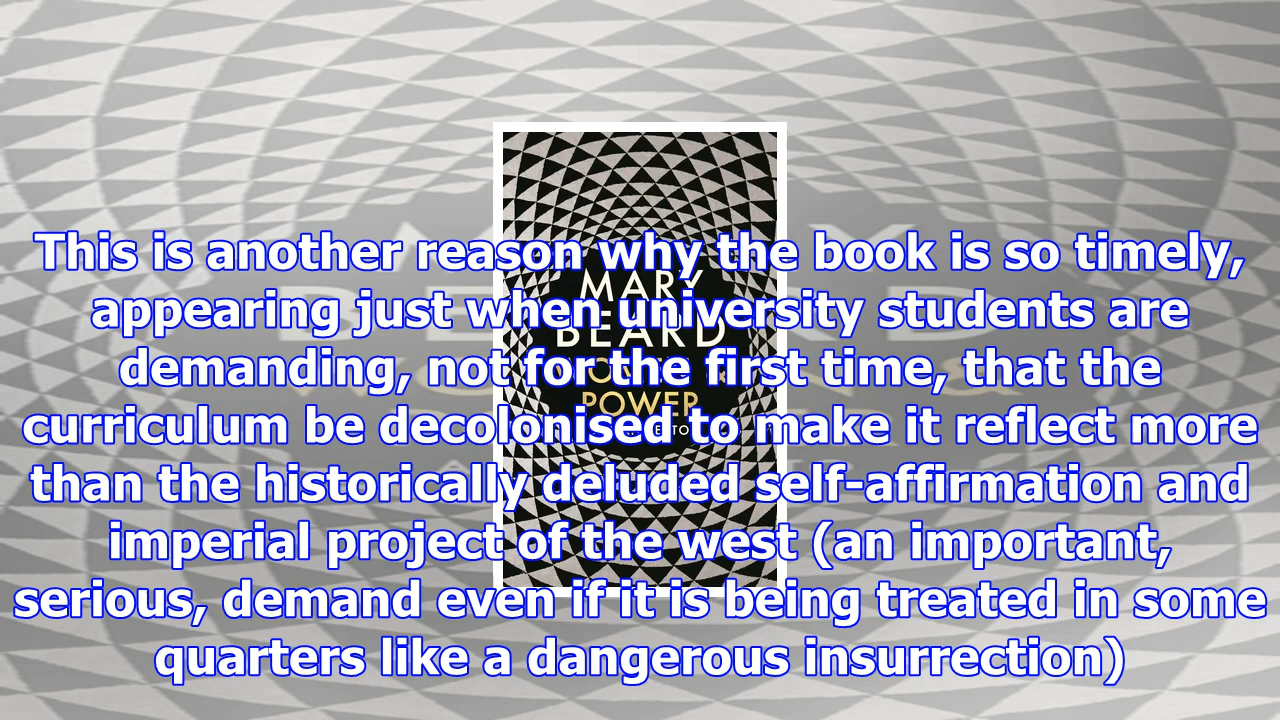 This is another reason why the book is so timely,
appearing just when university students are
demanding, not for the first time, that the
curriculum be decolonised to make it reflect more
than the historically deluded self-affirmation and
imperial project of the west (an important,
serious, demand even if it is being treated in some
quarters like a dangerous insurrection)
MARY
BEARD
POWER